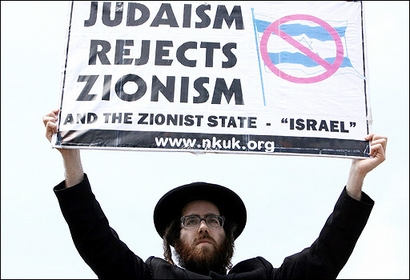 JUDAISM
REJECTS
ZIONISM
AND THE ZIONIST STATE - "ISRAEL"
www.nkuk.org